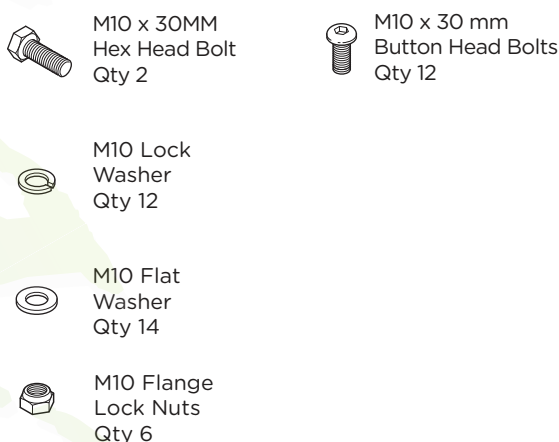 M10 x 30MM
Hex Head Bolt
Qty 2
M10 x 30 mm
Button Head Bolts
Qty 12
M10 Lock
Washer
Qty 12
M10 Flat
Washer
Qty 14
M10 Flange
Lock Nuts
Qty 6